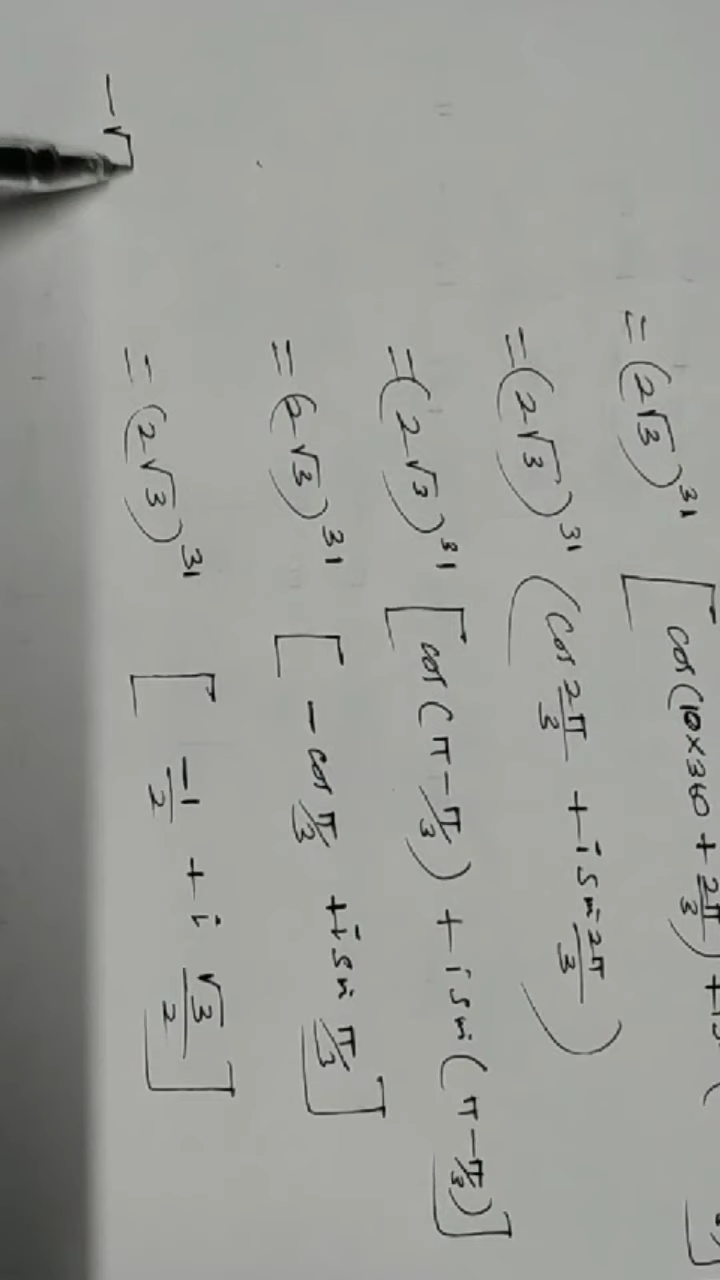 = (2√3)³¹ [cos(10×360 + 2π/3) + i
= (2√3)³¹ (cos 2π/3 + i sin 2π/3)
= (2√3)³¹ [cos(π - π/3) + i sin(π - π/3)]
= (2√3)³¹ [- cos π/3 + i sin π/3]
= (2√3)³¹ [-1/2 + i √3/2]
-√